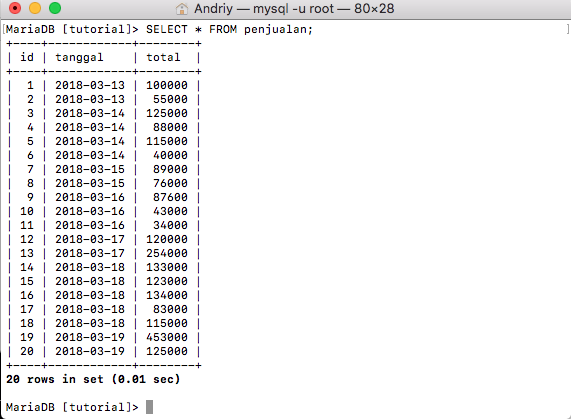 Andriy — mysql -u root — 80×28
[MariaDB [tutorial]> SELECT * FROM penjualan; ]
+----+------------+--------+
| id | tanggal    | total  |
+----+------------+--------+
|  1 | 2018-03-13 | 100000 |
|  2 | 2018-03-13 |  55000 |
|  3 | 2018-03-14 | 125000 |
|  4 | 2018-03-14 |  88000 |
|  5 | 2018-03-14 | 115000 |
|  6 | 2018-03-14 |  40000 |
|  7 | 2018-03-15 |  89000 |
|  8 | 2018-03-15 |  76000 |
|  9 | 2018-03-16 |  87600 |
| 10 | 2018-03-16 |  43000 |
| 11 | 2018-03-16 |  34000 |
| 12 | 2018-03-17 | 120000 |
| 13 | 2018-03-17 | 254000 |
| 14 | 2018-03-18 | 133000 |
| 15 | 2018-03-18 | 123000 |
| 16 | 2018-03-18 | 134000 |
| 17 | 2018-03-18 |  83000 |
| 18 | 2018-03-18 | 115000 |
| 19 | 2018-03-19 | 453000 |
| 20 | 2018-03-19 | 125000 |
+----+------------+--------+
20 rows in set (0.01 sec)
MariaDB [tutorial]>